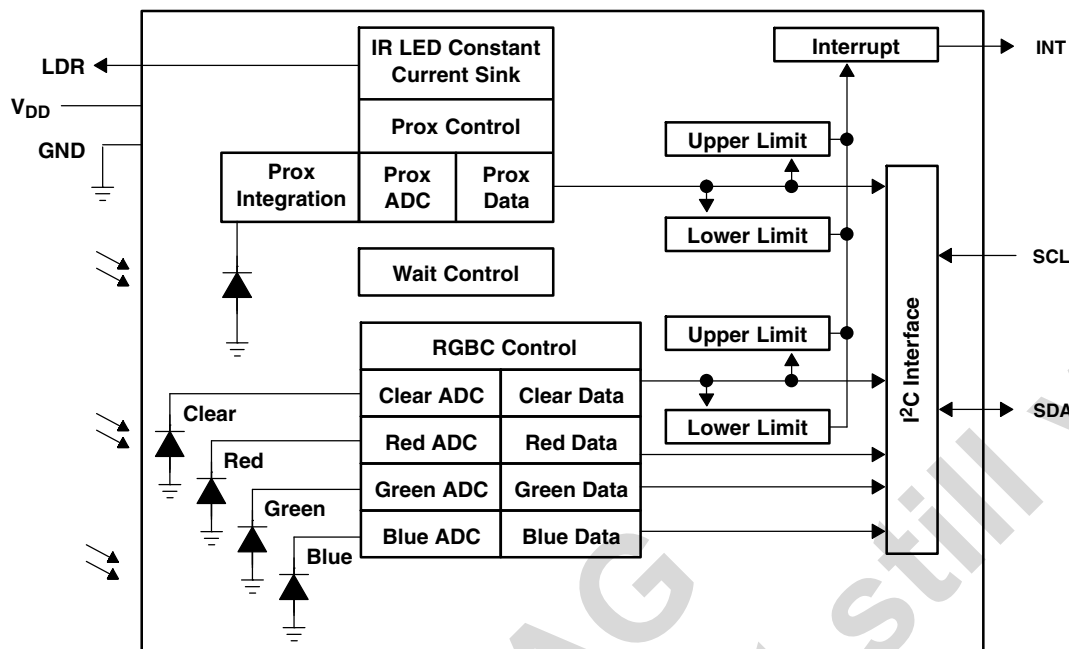 IR LED Constant
Current Sink
Interrupt
INT
LDR
VDD
Prox Control
Upper Limit
GND
Prox
Integration
Prox
ADC
Prox
Data
Lower Limit
SCL
Wait Control
Upper Limit
RGBC Control
I²C Interface
Clear ADC
Clear Data
SDA
Clear
Lower Limit
Red ADC
Red Data
Red
Green ADC
Green Data
Green
Blue ADC
Blue Data
Blue
AG
still